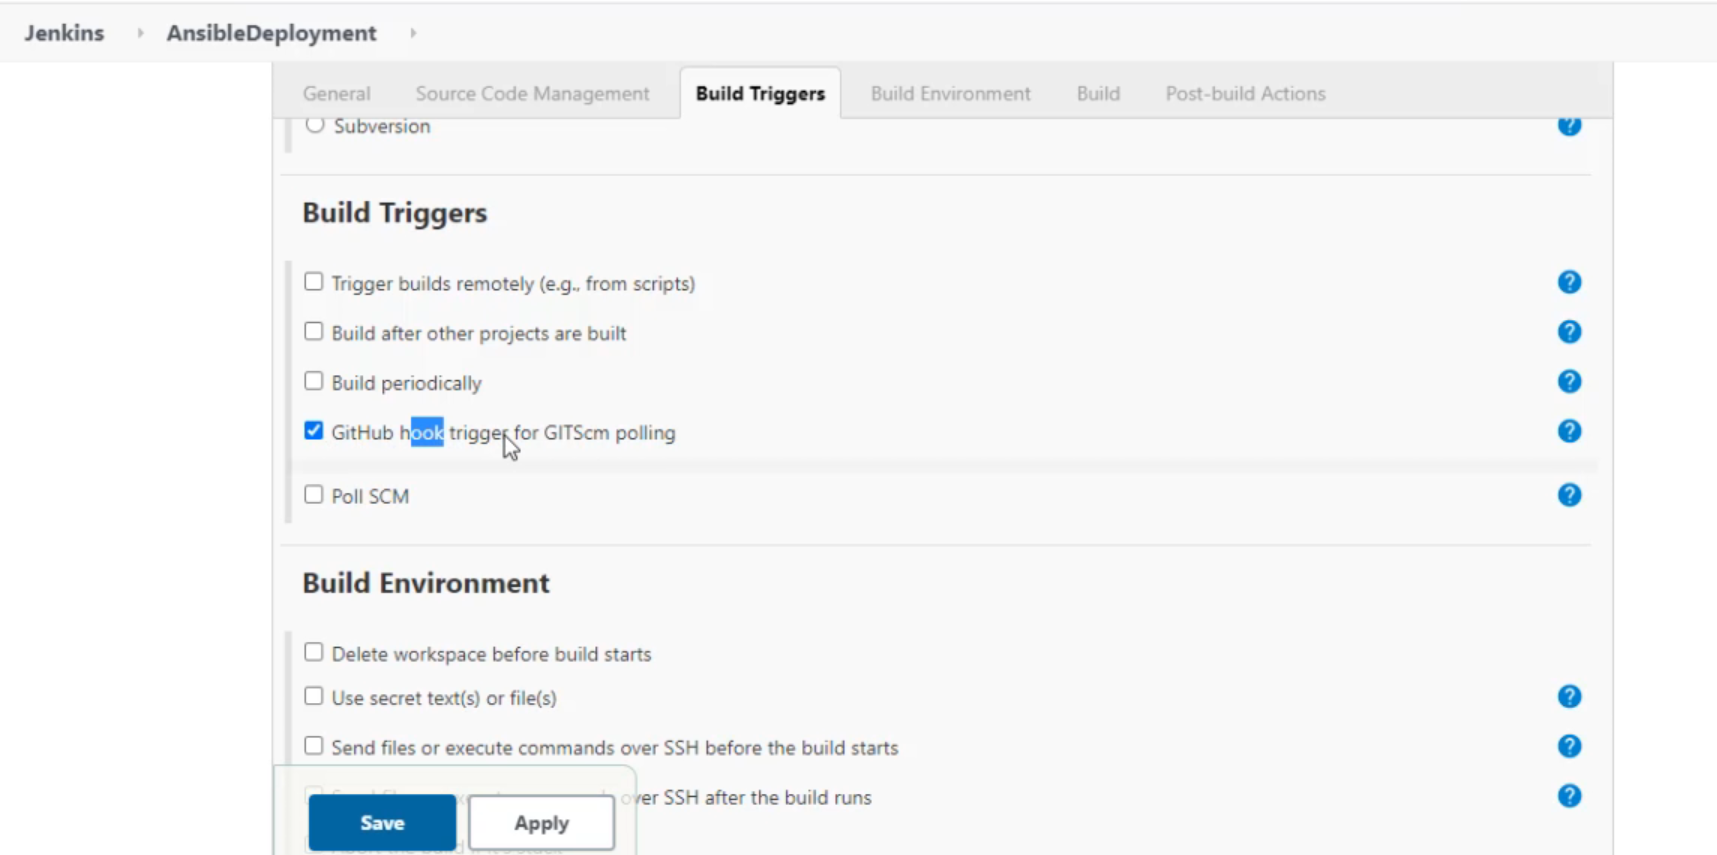 Jenkins AnsibleDeployment
General Source Code Management Build Triggers Build Environment Build Post-build Actions
Subversion
Build Triggers
Trigger builds remotely (e.g., from scripts)
Build after other projects are built
Build periodically
GitHub hook trigger for GITScm polling
Poll SCM
Build Environment
Delete workspace before build starts
Use secret text(s) or file(s)
Send files or execute commands over SSH before the build starts
over SSH after the build runs
Save Apply